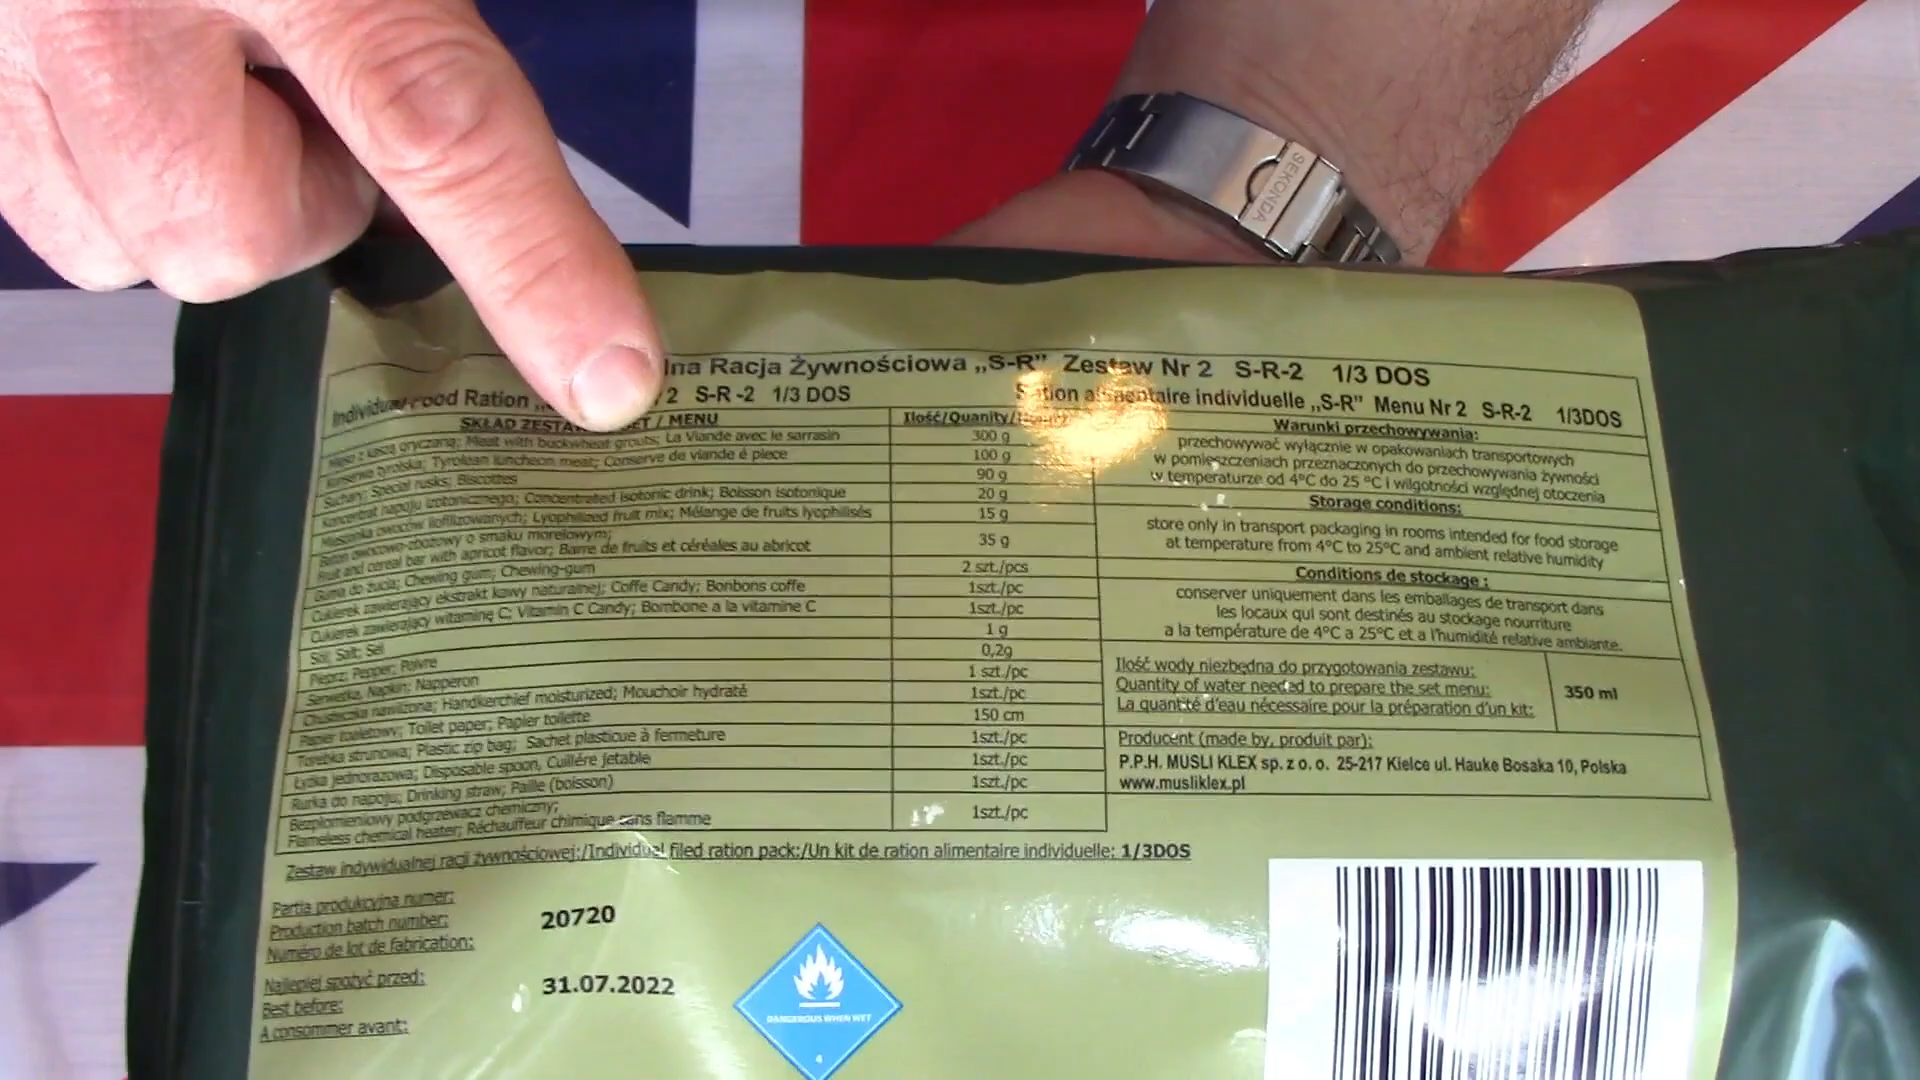 SEKONDA
lna Racja Żywnościowa „S-R" Zestaw Nr 2 S-R-2 1/3 DOS
Individual Food Ration 2 S-R -2 1/3 DOS
alimentaire individuelle „S-R” Menu Nr 2 S-R-2 1/3DOS
SKŁAD / MENU
Ilość/Quanity/
Mięso z kaszą gryczaną; Meat with buckwheat grouts; La Viande avec le sarrasin
300 g
Konserwa tyrolska; Tyrolean luncheon meat; Conserve de viande é piece
100 g
Suchary; Special rusks; Biscottes
90 g
Koncentrat napoju izotonicznego; Concentrated isotonic drink; Boisson isotonique
20 g
owoców liofilizowanych; Lyophilized fruit mix; Mélange de fruits lyophilisés
15 g
Baton owocowo-zbożowy o smaku morelowym;
Fruit and cereal bar with apricot flavor; Barre de fruits et céréales au abricot
35 g
Guma do żucia; Chewing gum; Chewing-gum
2 szt./pcs
Cukierek zawierający ekstrakt kawy naturalnej; Coffe Candy; Bonbons coffe
1szt./pc
Cukierek zawierający witaminę C; Vitamin C Candy; Bombone a la vitamine C
1szt./pc
Sól; Salt; Sel
1 g
Pieprz; Pepper; Poivre
0,2g
Serwetka, Napkin; Napperon
1 szt./pc
Chusteczka nawilżona; Handkerchief moisturized; Mouchoir hydraté
1szt./pc
Papier toaletowy; Toilet paper; Papier toilette
150 cm
Torebka strunowa; Plastic zip bag; Sachet plastique à fermeture
1szt./pc
Łyżka jednorazowa; Disposable spoon, Cuillére jetable
1szt./pc
Rurka do napoju; Drinking straw; Paille (boisson)
1szt./pc
Bezpłomieniowy podgrzewacz chemiczny;
Flameless chemical heater; Réchauffeur chimique sans flamme
1szt./pc
Warunki przechowywania:
przechowywać wyłącznie w opakowaniach transportowych
w pomieszczeniach przeznaczonych do przechowywania żywności
w temperaturze od 4°C do 25 °C i wilgotności względnej otoczenia
Storage conditions:
store only in transport packaging in rooms intended for food storage
at temperature from 4°C to 25°C and ambient relative humidity
Conditions de stockage :
conserver uniquement dans les emballages de transport dans
les locaux qui sont destinés au stockage nourriture
a la température de 4°C a 25°C et a l'humidité relative ambiante.
Ilość wody niezbędna do przygotowania zestawu:
Quantity of water needed to prepare the set menu:
La quantité d'eau nécessaire pour la préparation d'un kit:
350 ml
Producent (made by, produit par):
P.P.H. MUSLI KLEX sp. z o. o. 25-217 Kielce ul. Hauke Bosaka 10, Polska
www.musliklex.pl
Zestaw indywidualnej racji żywnościowej:/Individual filed ration pack:/Un kit de ration alimentaire individuelle: 1/3DOS
Partia produkcyjna numer:
Production batch number:
Numéro de lot de fabrication:
20720
Najlepiej spożyć przed:
Best before:
A consommer avant:
31.07.2022
DANGEROUS WHEN WET
4